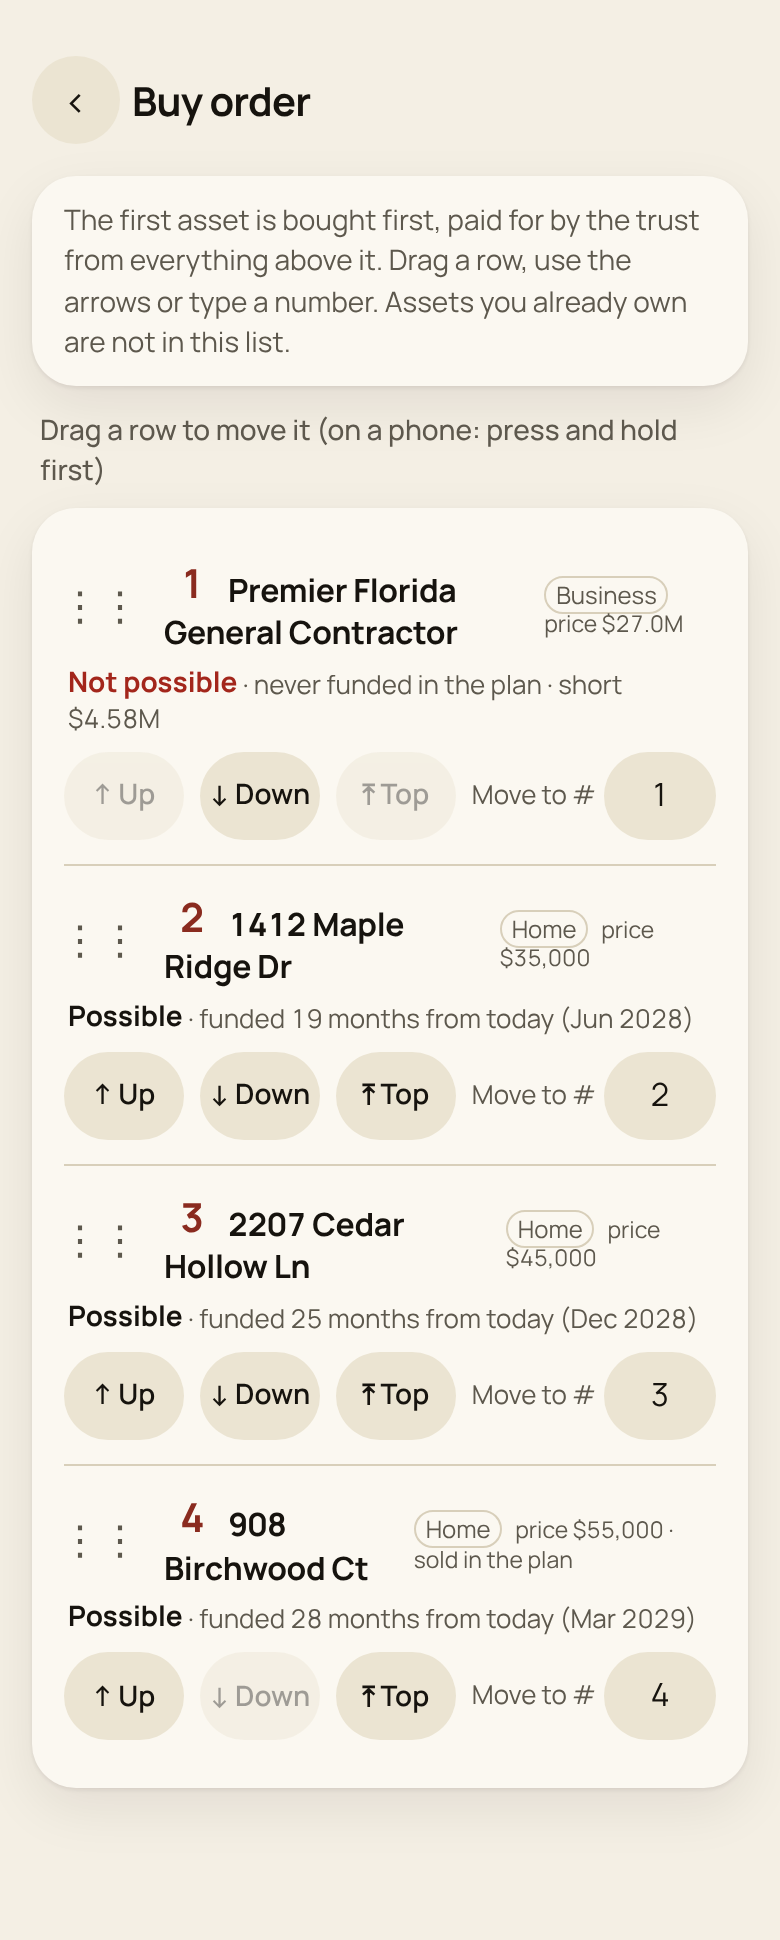 ‹ Buy order
The first asset is bought first, paid for by the trust
from everything above it. Drag a row, use the
arrows or type a number. Assets you already own
are not in this list.
Drag a row to move it (on a phone: press and hold
first)
1 Premier Florida
General Contractor
Business
price $27.0M
Not possible · never funded in the plan · short
$4.58M
↑ Up ↓ Down ⤒ Top Move to # 1
2 1412 Maple
Ridge Dr
Home price
$35,000
Possible · funded 19 months from today (Jun 2028)
↑ Up ↓ Down ⤒ Top Move to # 2
3 2207 Cedar
Hollow Ln
Home price
$45,000
Possible · funded 25 months from today (Dec 2028)
↑ Up ↓ Down ⤒ Top Move to # 3
4 908
Birchwood Ct
Home price $55,000 ·
sold in the plan
Possible · funded 28 months from today (Mar 2029)
↑ Up ↓ Down ⤒ Top Move to # 4